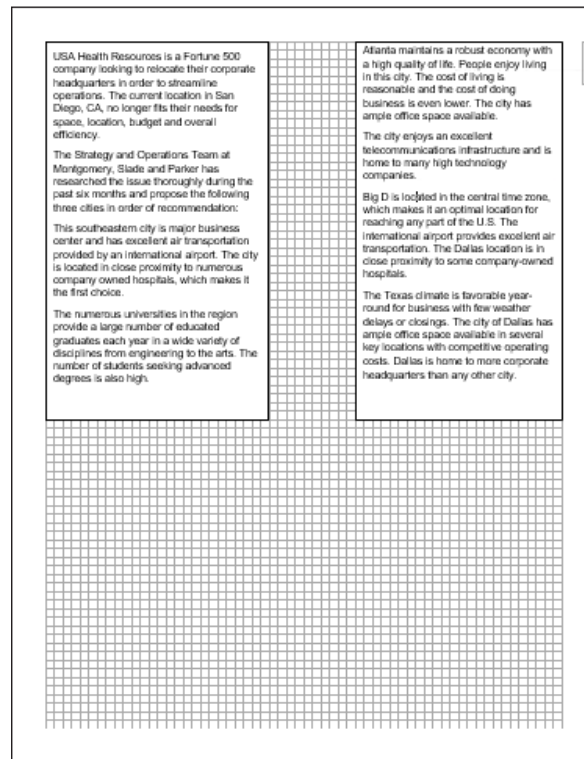 USA Health Resources is a Fortune 500
company looking to relocate their corporate
headquarters in order to streamline
operations. The current location in San
Diego, CA, no longer fits their needs for
space, location, budget and overall
efficiency.
The Strategy and Operations Team at
Montgomery, Slade and Parker has
researched the issue thoroughly during the
past six months and propose the following
three cities in order of recommendation:
This southeastern city is major business
center and has excellent air transportation
provided by an international airport. The city
is located in close proximity to numerous
company owned hospitals, which makes it
the first choice.
The numerous universities in the region
provide a large number of educated
graduates each year in a wide variety of
disciplines from engineering to the arts. The
number of students seeking advanced
degrees is also high.
Atlanta maintains a robust economy with
a high quality of life. People enjoy living
in this city. The cost of living is
reasonable and the cost of doing
business is even lower. The city has
ample office space available.
The city enjoys an excellent
telecommunications infrastructure and is
home to many high technology
companies.
Big D is located in the central time zone,
which makes it an optimal location for
reaching any part of the U.S. The
international airport provides excellent air
transportation. The Dallas location is in
close proximity to some company-owned
hospitals.
The Texas climate is favorable year-
round for business with few weather
delays or closings. The city of Dallas has
ample office space available in several
key locations with competitive operating
costs. Dallas is home to more corporate
headquarters than any other city.